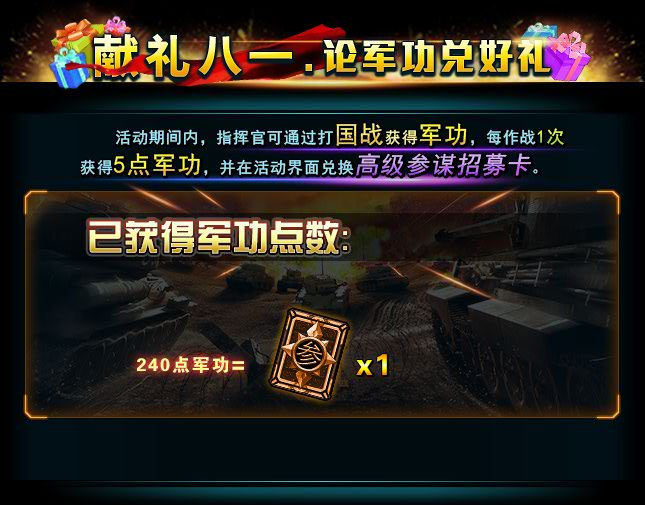 献礼八一.论军功兑好礼
活动期间内，指挥官可通过打国战获得军功，每作战1次
获得5点军功，并在活动界面兑换高级参谋招募卡。
已获得军功点数:
240点军功=
参
x1